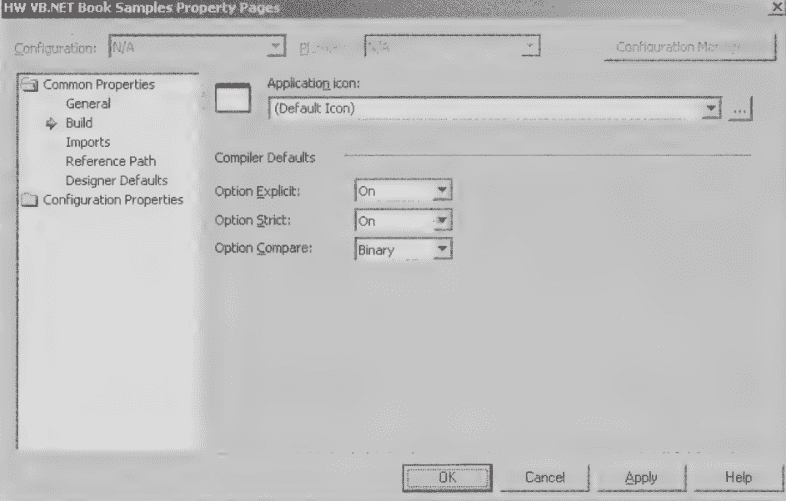 HW VB.NET Book Samples Property Pages
Configuration: N/A N/A Configuration
Common Properties
General
Build
Imports
Reference Path
Designer Defaults
Configuration Properties
Application icon:
(Default Icon)
...
Compiler Defaults
Option Explicit: On
Option Strict: On
Option Compare: Binary
OK Cancel Apply Help